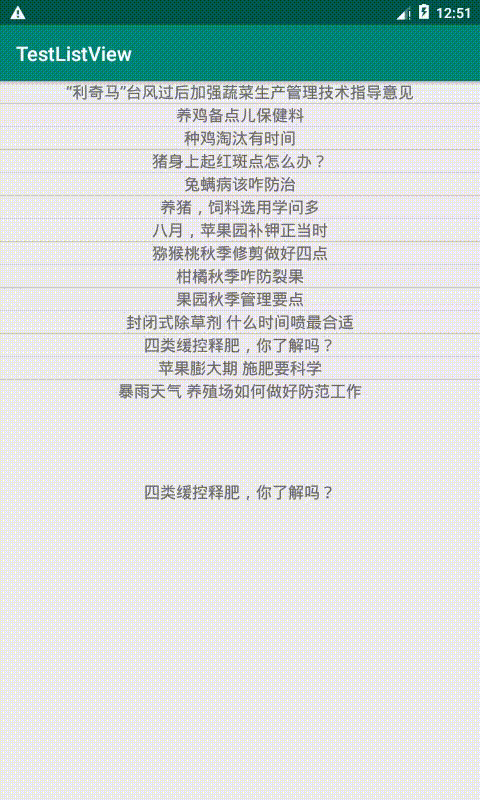 12:51
TestListView
“利奇马”台风过后加强蔬菜生产管理技术指导意见
养鸡备点儿保健料
种鸡淘汰有时间
猪身上起红斑点怎么办？
兔螨病该咋防治
养猪，饲料选用学问多
八月，苹果园补钾正当时
猕猴桃秋季修剪做好四点
柑橘秋季咋防裂果
果园秋季管理要点
封闭式除草剂 什么时间喷最合适
四类缓控释肥，你了解吗？
苹果膨大期 施肥要科学
暴雨天气 养殖场如何做好防范工作
四类缓控释肥，你了解吗？